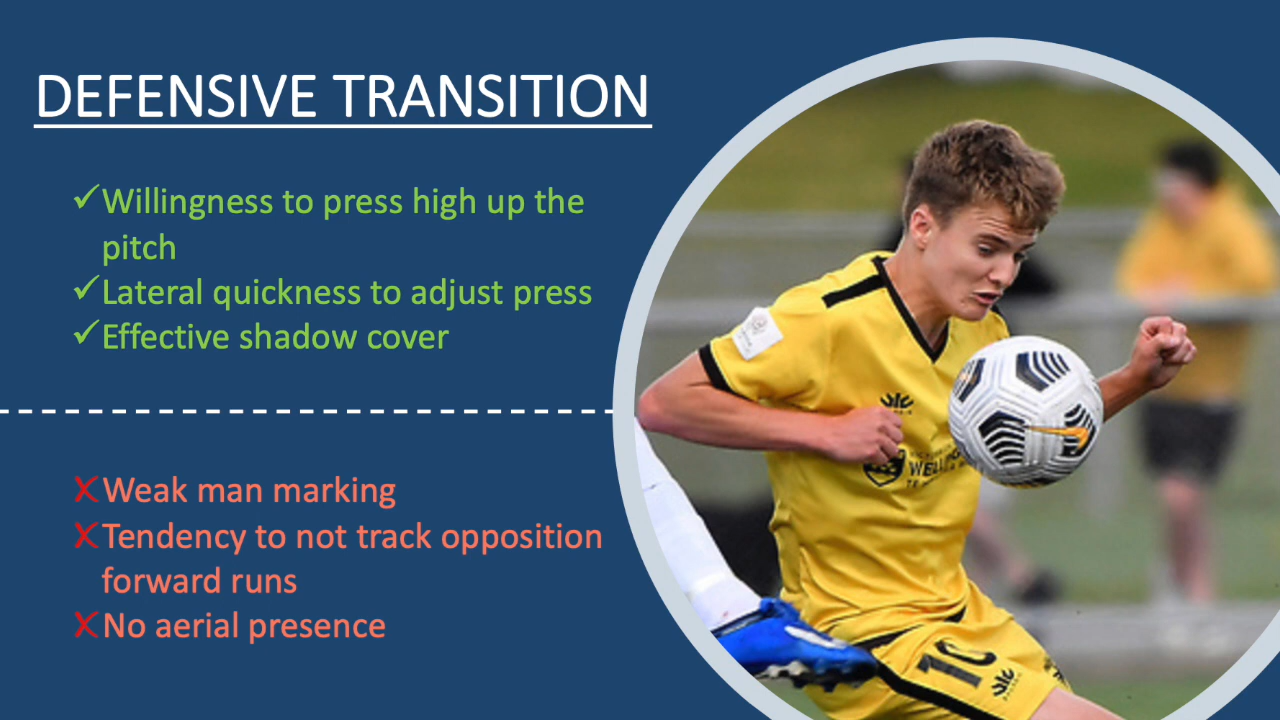 DEFENSIVE TRANSITION
✓Willingness to press high up the
pitch
✓Lateral quickness to adjust press
✓Effective shadow cover
✗Weak man marking
✗Tendency to not track opposition
forward runs
✗No aerial presence
10